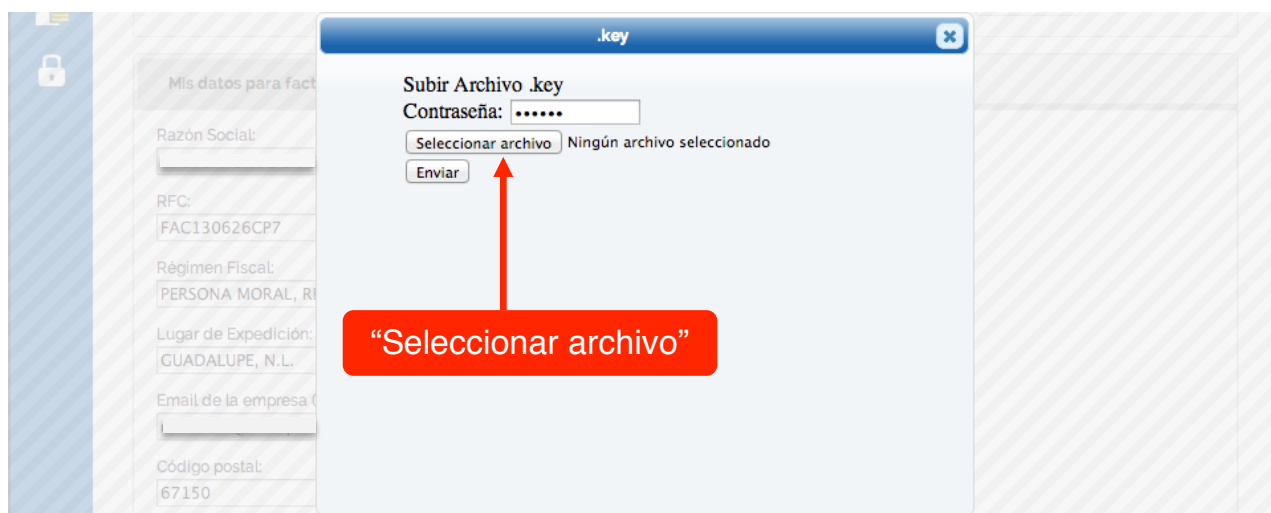 .key
Mis datos para fact
Subir Archivo .key
Contraseña: ••••••
Seleccionar archivo Ningún archivo seleccionado
Enviar
Razón Social:
RFC:
FAC130626CP7
Régimen Fiscal:
PERSONA MORAL, R
Lugar de Expedición:
GUADALUPE, N.L.
“Seleccionar archivo”
Email de la empresa (
Código postal:
67150